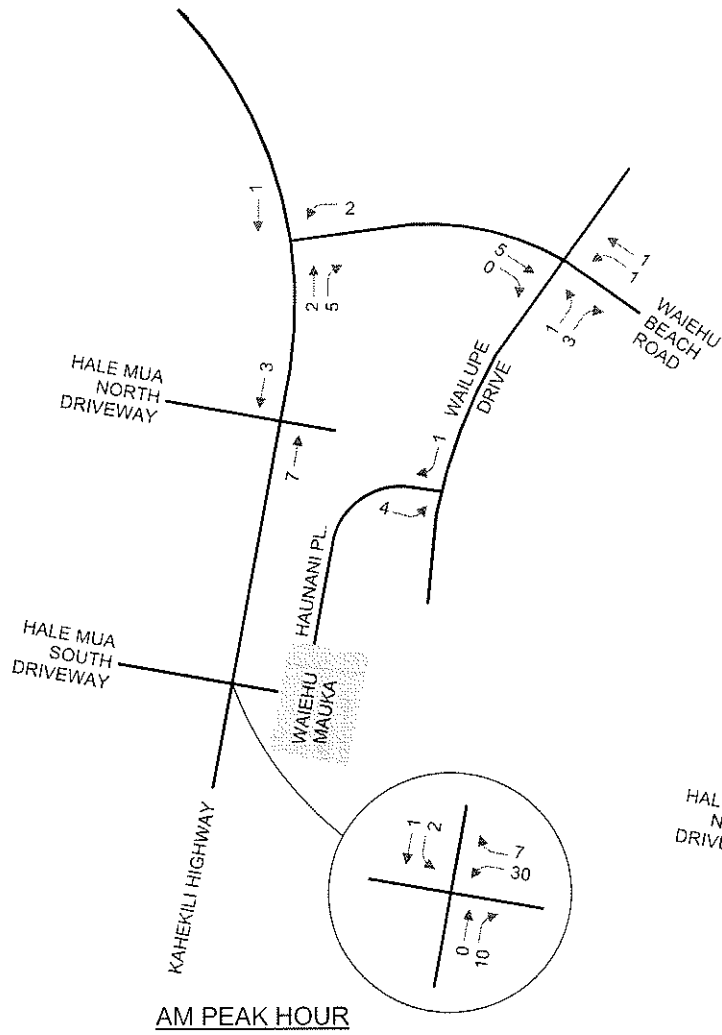 1
2
2
5
5
0
1
1
1
3
WAIEHU
BEACH
ROAD
WAILUPE
DRIVE
3
HALE MUA
NORTH
DRIVEWAY
7
1
4
HAUNANI PL.
HALE MUA
SOUTH
DRIVEWAY
WAIEHU
MAUKA
KAHEKILI HIGHWAY
1
2
7
30
0
10
HAL
N
DRIVE
AM PEAK HOUR